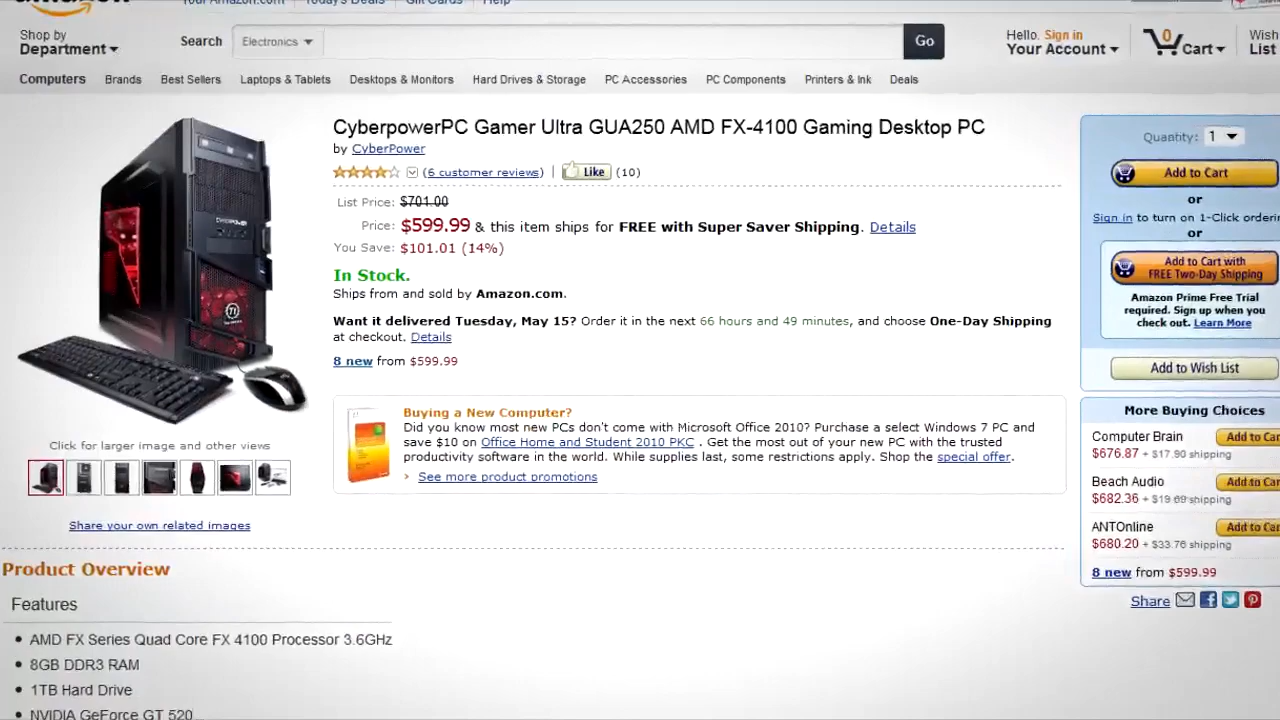 Your Amazon.com Today's Deals Gift Cards Help
Shop by
Department
Search Electronics Go
Hello. Sign in
Your Account
0 Cart
Wish
List
Computers Brands Best Sellers Laptops & Tablets Desktops & Monitors Hard Drives & Storage PC Accessories PC Components Printers & Ink Deals
CyberpowerPC Gamer Ultra GUA250 AMD FX-4100 Gaming Desktop PC
by CyberPower
(6 customer reviews) | Like (10)
List Price: $701.00
Price: $599.99 & this item ships for FREE with Super Saver Shipping. Details
You Save: $101.01 (14%)
In Stock.
Ships from and sold by Amazon.com.
Want it delivered Tuesday, May 15? Order it in the next 66 hours and 49 minutes, and choose One-Day Shipping
at checkout. Details
8 new from $599.99
Buying a New Computer?
Did you know most new PCs don't come with Microsoft Office 2010? Purchase a select Windows 7 PC and
save $10 on Office Home and Student 2010 PKC . Get the most out of your new PC with the trusted
productivity software in the world. While supplies last, some restrictions apply. Shop the special offer.
› See more product promotions
Click for larger image and other views
Share your own related images
Quantity: 1
Add to Cart
or
Sign in to turn on 1-Click orderin
or
Add to Cart with
FREE Two-Day Shipping
Amazon Prime Free Trial
required. Sign up when you
check out. Learn More
Add to Wish List
More Buying Choices
Computer Brain Add to Car
$676.87 + $17.90 shipping
Beach Audio Add to Car
$682.36 + $19.69 shipping
ANTOnline Add to Car
$680.20 + $33.76 shipping
8 new from $599.99
Share
Product Overview
Features
• AMD FX Series Quad Core FX 4100 Processor 3.6GHz
• 8GB DDR3 RAM
• 1TB Hard Drive
• NVIDIA GeForce GT 520